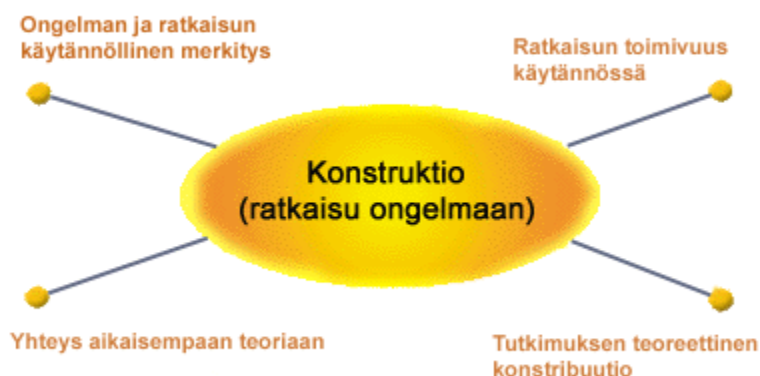 Ongelman ja ratkaisun
käytännöllinen merkitys
Ratkaisun toimivuus
käytännössä
Konstruktio
(ratkaisu ongelmaan)
Yhteys aikaisempaan teoriaan
Tutkimuksen teoreettinen
konstribuutio